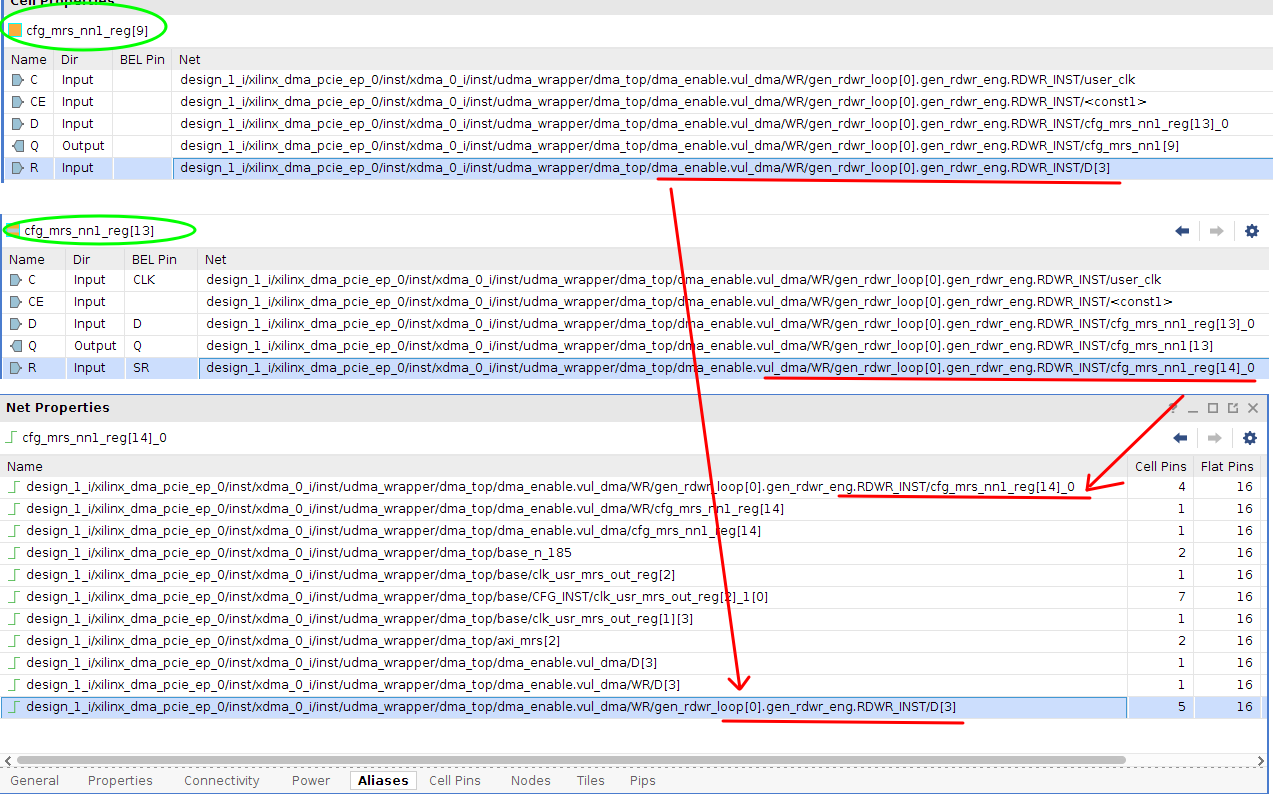 Cell Properties
cfg_mrs_nn1_reg[9]
Name Dir BEL Pin Net
C Input design_1_i/xilinx_dma_pcie_ep_0/inst/xdma_0_i/inst/udma_wrapper/dma_top/dma_enable.vul_dma/WR/gen_rdwr_loop[0].gen_rdwr_eng.RDWR_INST/user_clk
CE Input design_1_i/xilinx_dma_pcie_ep_0/inst/xdma_0_i/inst/udma_wrapper/dma_top/dma_enable.vul_dma/WR/gen_rdwr_loop[0].gen_rdwr_eng.RDWR_INST/<const1>
D Input design_1_i/xilinx_dma_pcie_ep_0/inst/xdma_0_i/inst/udma_wrapper/dma_top/dma_enable.vul_dma/WR/gen_rdwr_loop[0].gen_rdwr_eng.RDWR_INST/cfg_mrs_nn1_reg[13]_0
Q Output design_1_i/xilinx_dma_pcie_ep_0/inst/xdma_0_i/inst/udma_wrapper/dma_top/dma_enable.vul_dma/WR/gen_rdwr_loop[0].gen_rdwr_eng.RDWR_INST/cfg_mrs_nn1[9]
R Input design_1_i/xilinx_dma_pcie_ep_0/inst/xdma_0_i/inst/udma_wrapper/dma_top/dma_enable.vul_dma/WR/gen_rdwr_loop[0].gen_rdwr_eng.RDWR_INST/D[3]
cfg_mrs_nn1_reg[13]
Name Dir BEL Pin Net
C Input CLK design_1_i/xilinx_dma_pcie_ep_0/inst/xdma_0_i/inst/udma_wrapper/dma_top/dma_enable.vul_dma/WR/gen_rdwr_loop[0].gen_rdwr_eng.RDWR_INST/user_clk
CE Input design_1_i/xilinx_dma_pcie_ep_0/inst/xdma_0_i/inst/udma_wrapper/dma_top/dma_enable.vul_dma/WR/gen_rdwr_loop[0].gen_rdwr_eng.RDWR_INST/<const1>
D Input D design_1_i/xilinx_dma_pcie_ep_0/inst/xdma_0_i/inst/udma_wrapper/dma_top/dma_enable.vul_dma/WR/gen_rdwr_loop[0].gen_rdwr_eng.RDWR_INST/cfg_mrs_nn1_reg[13]_0
Q Output Q design_1_i/xilinx_dma_pcie_ep_0/inst/xdma_0_i/inst/udma_wrapper/dma_top/dma_enable.vul_dma/WR/gen_rdwr_loop[0].gen_rdwr_eng.RDWR_INST/cfg_mrs_nn1[13]
R Input SR design_1_i/xilinx_dma_pcie_ep_0/inst/xdma_0_i/inst/udma_wrapper/dma_top/dma_enable.vul_dma/WR/gen_rdwr_loop[0].gen_rdwr_eng.RDWR_INST/cfg_mrs_nn1_reg[14]_0
Net Properties
cfg_mrs_nn1_reg[14]_0
Name Cell Pins Flat Pins
design_1_i/xilinx_dma_pcie_ep_0/inst/xdma_0_i/inst/udma_wrapper/dma_top/dma_enable.vul_dma/WR/gen_rdwr_loop[0].gen_rdwr_eng.RDWR_INST/cfg_mrs_nn1_reg[14]_0 4 16
design_1_i/xilinx_dma_pcie_ep_0/inst/xdma_0_i/inst/udma_wrapper/dma_top/dma_enable.vul_dma/WR/cfg_mrs_nn1_reg[14] 1 16
design_1_i/xilinx_dma_pcie_ep_0/inst/xdma_0_i/inst/udma_wrapper/dma_top/dma_enable.vul_dma/cfg_mrs_nn1_reg[14] 1 16
design_1_i/xilinx_dma_pcie_ep_0/inst/xdma_0_i/inst/udma_wrapper/dma_top/base_n_185 2 16
design_1_i/xilinx_dma_pcie_ep_0/inst/xdma_0_i/inst/udma_wrapper/dma_top/base/clk_usr_mrs_out_reg[2] 1 16
design_1_i/xilinx_dma_pcie_ep_0/inst/xdma_0_i/inst/udma_wrapper/dma_top/base/CFG_INST/clk_usr_mrs_out_reg[2]_1[0] 7 16
design_1_i/xilinx_dma_pcie_ep_0/inst/xdma_0_i/inst/udma_wrapper/dma_top/base/clk_usr_mrs_out_reg[1][3] 1 16
design_1_i/xilinx_dma_pcie_ep_0/inst/xdma_0_i/inst/udma_wrapper/dma_top/axi_mrs[2] 2 16
design_1_i/xilinx_dma_pcie_ep_0/inst/xdma_0_i/inst/udma_wrapper/dma_top/dma_enable.vul_dma/D[3] 1 16
design_1_i/xilinx_dma_pcie_ep_0/inst/xdma_0_i/inst/udma_wrapper/dma_top/dma_enable.vul_dma/WR/D[3] 1 16
design_1_i/xilinx_dma_pcie_ep_0/inst/xdma_0_i/inst/udma_wrapper/dma_top/dma_enable.vul_dma/WR/gen_rdwr_loop[0].gen_rdwr_eng.RDWR_INST/D[3] 5 16
General Properties Connectivity Power Aliases Cell Pins Nodes Tiles Pips